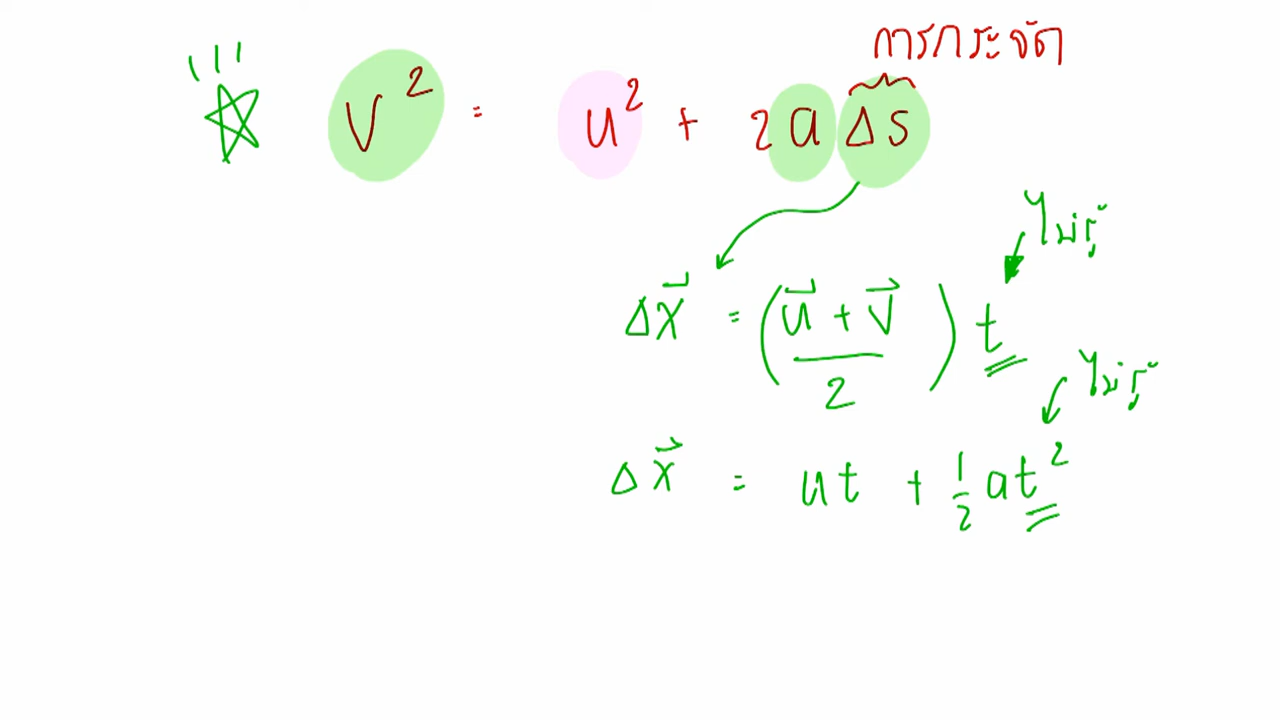 การกระจัด
v² = u² + 2aΔs
ไม่รู้
Δx⃗ = (u⃗ + v⃗ / 2) t
ไม่รู้
Δx⃗ = ut + ½at²